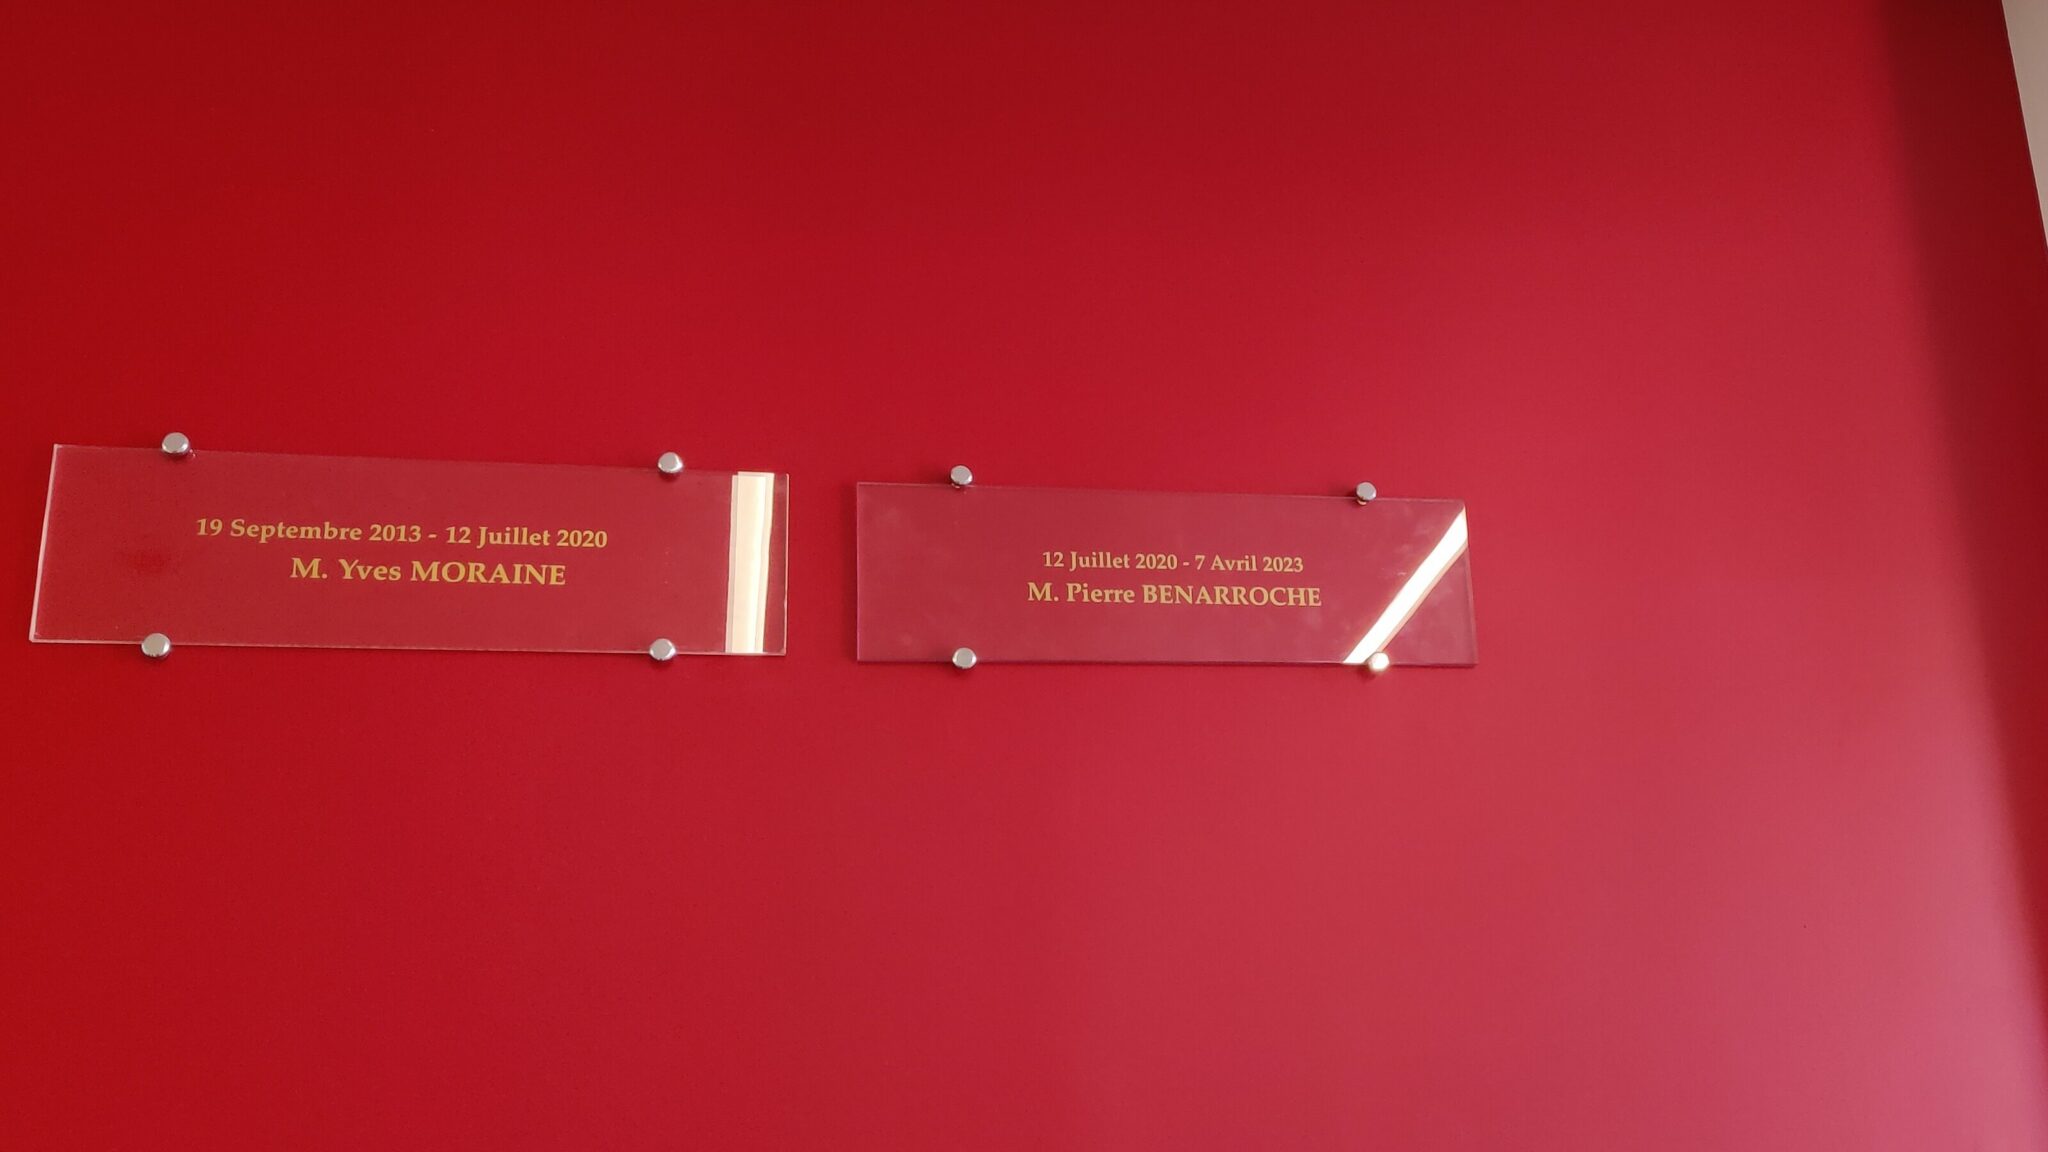 19 Septembre 2013 - 12 Juillet 2020
M. Yves MORAINE
12 Juillet 2020 - 7 Avril 2023
M. Pierre BENARROCHE